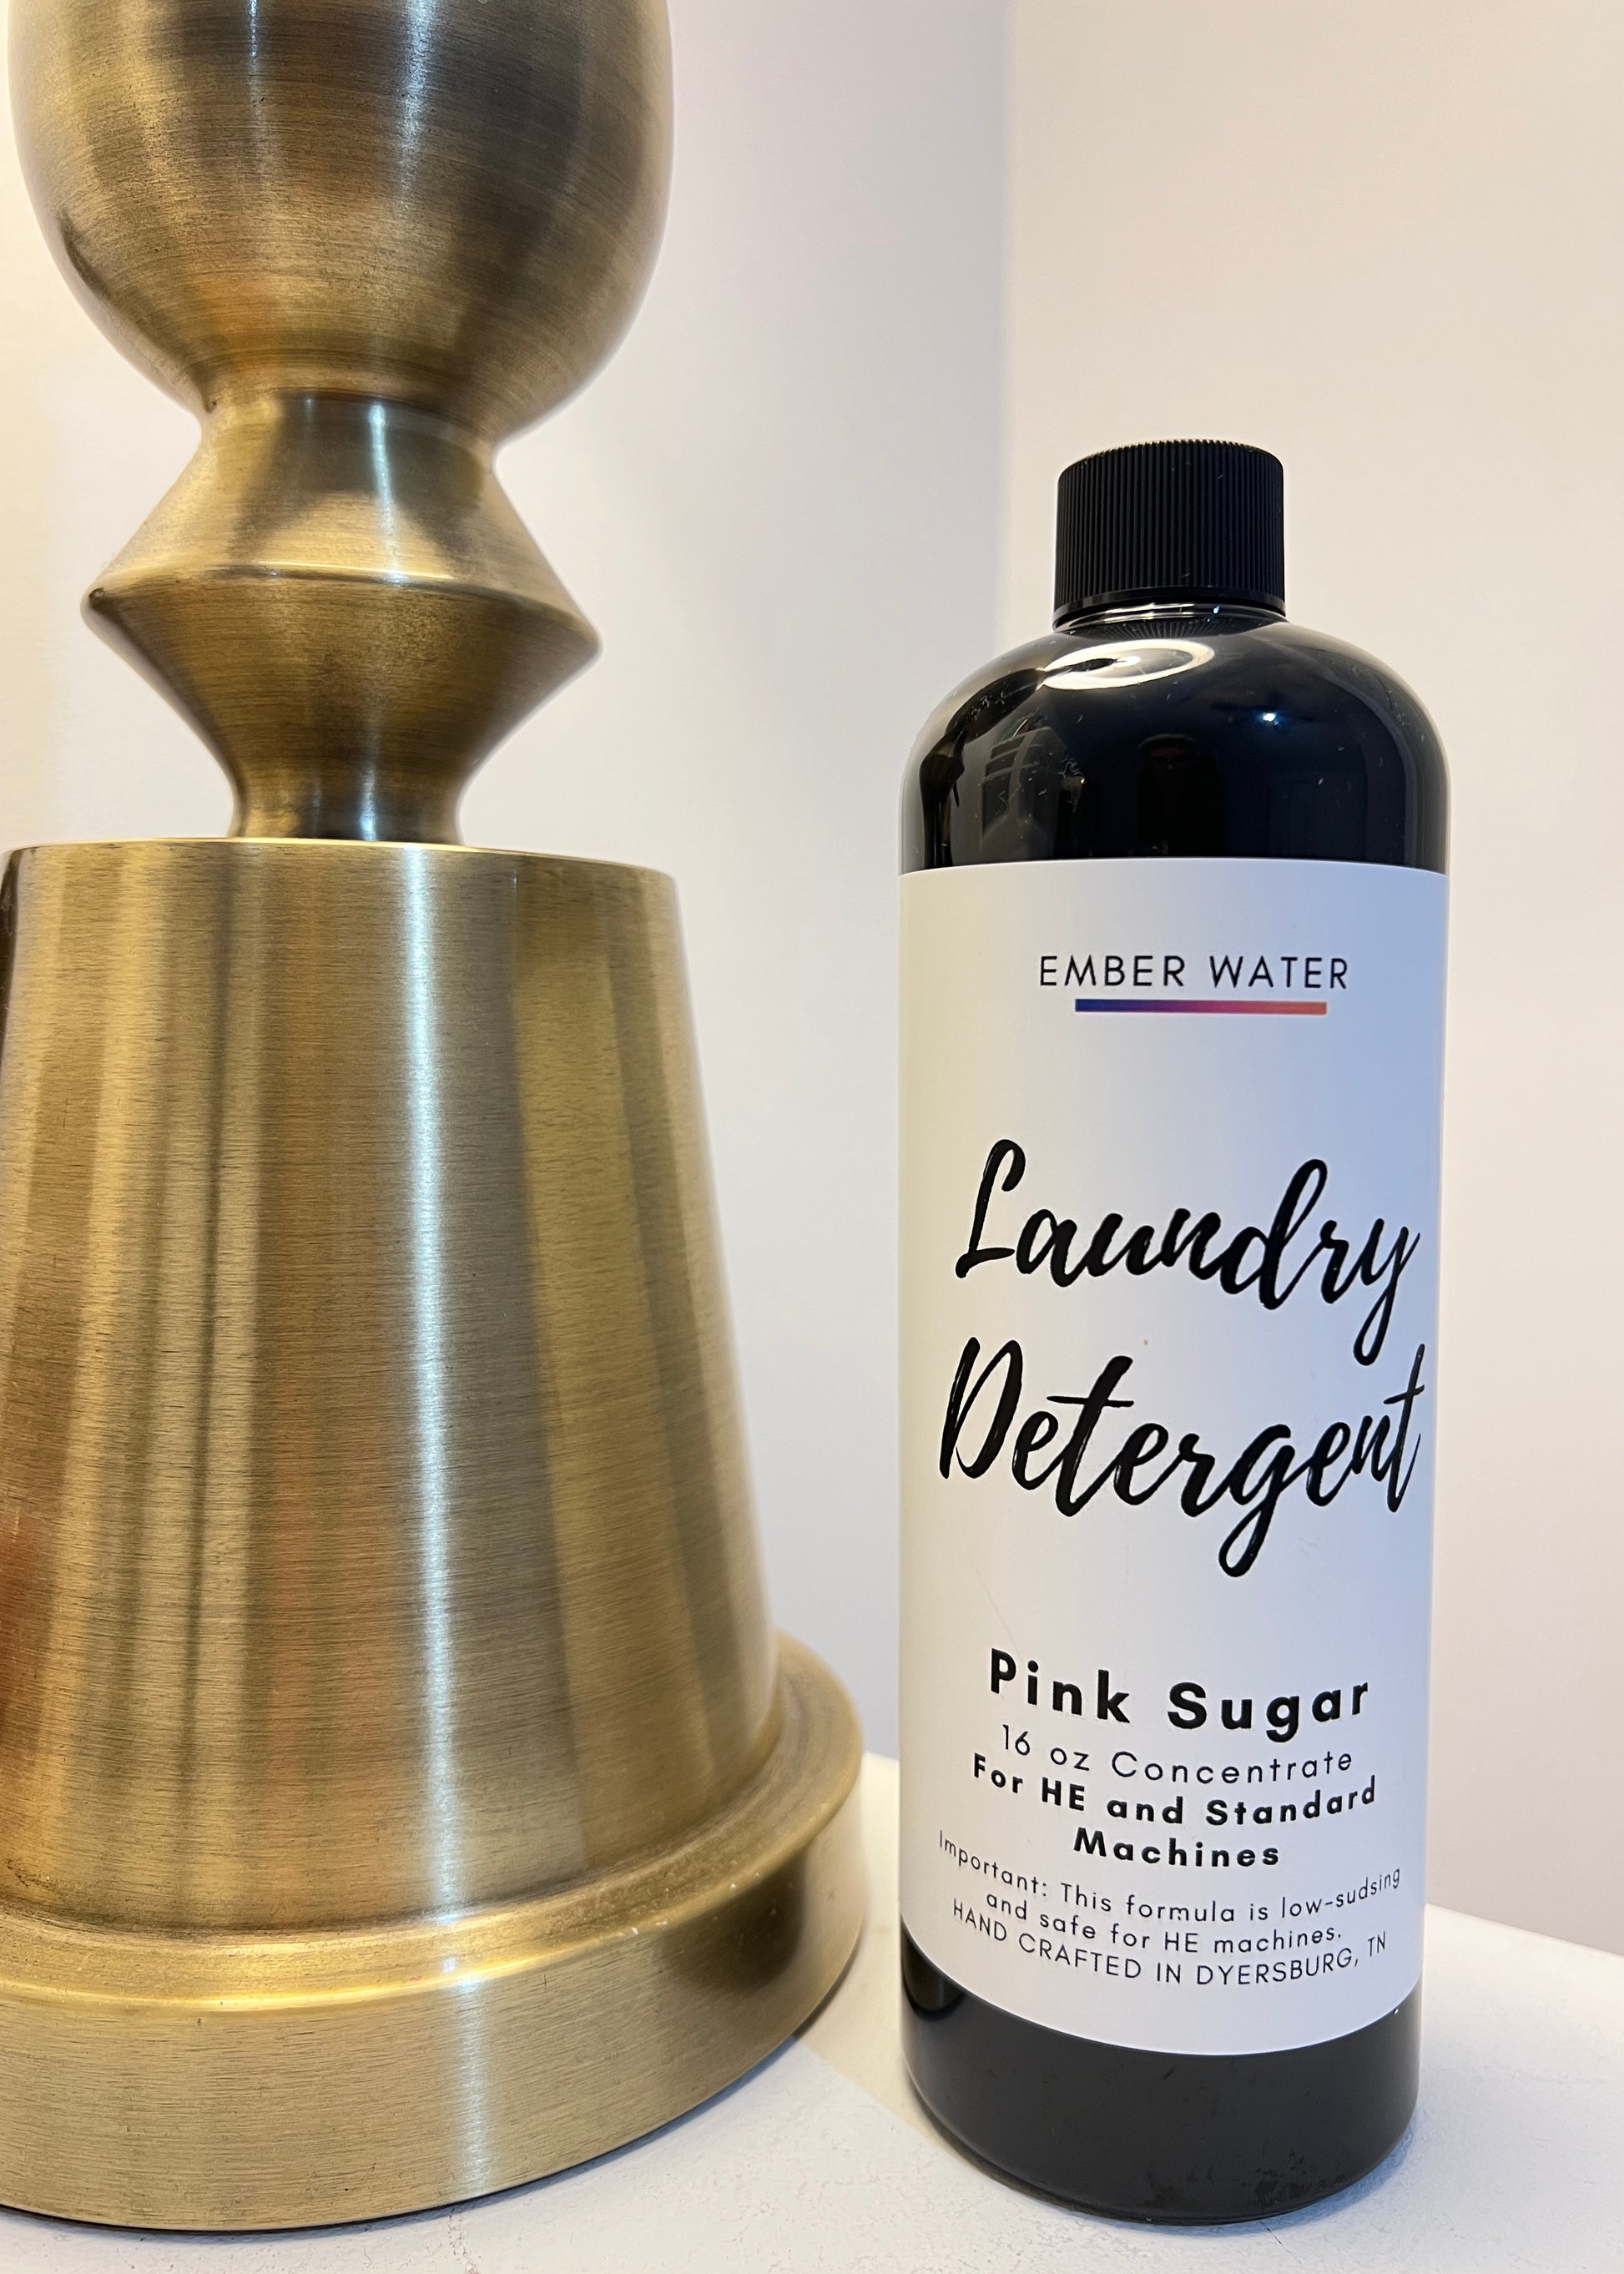 EMBER WATER
Laundry
Detergent
Pink Sugar
16 oz Concentrate
For HE and Standard
Machines
Important: This formula is low-sudsing
and safe for HE machines.
HAND CRAFTED IN DYERSBURG, TN